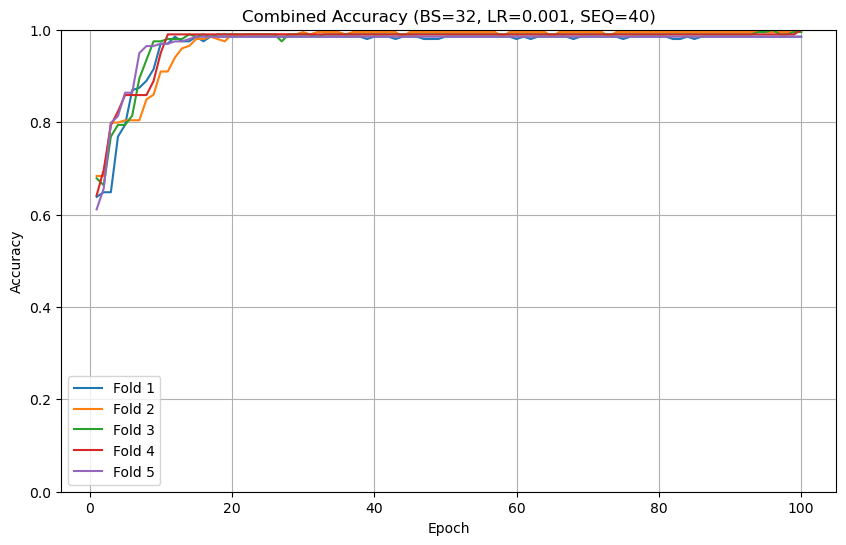 Combined Accuracy (BS=32, LR=0.001, SEQ=40)
1.0
0.8
0.6
0.4
0.2
0.0
Accuracy
Fold 1
Fold 2
Fold 3
Fold 4
Fold 5
0 20 40 60 80 100
Epoch